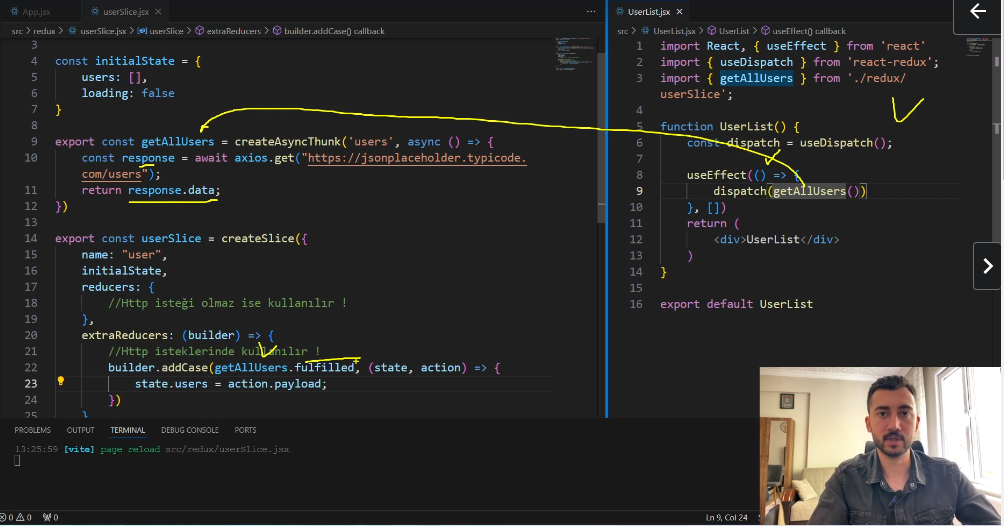 App.jsx
userSlice.jsx
src > redux > userSlice.jsx > userSlice > extraReducers > builder.addCase() callback
3
4 const initialState = {
5 users: [],
6 loading: false
7 }
8
9 export const getAllUsers = createAsyncThunk('users', async () => {
10 const response = await axios.get("https://jsonplaceholder.typicode.
com/users");
11 return response.data;
12 })
13
14 export const userSlice = createSlice({
15 name: "user",
16 initialState,
17 reducers: {
18 //Http isteği olmaz ise kullanılır !
19 },
20 extraReducers: (builder) => {
21 //Http isteklerinde kullanılır !
22 builder.addCase(getAllUsers.fulfilled, (state, action) => {
23 state.users = action.payload;
24 })
25 }
PROBLEMS OUTPUT TERMINAL DEBUG CONSOLE PORTS
13:25:59 [vite] page reload src/redux/userSlice.jsx
0 0 0
UserList.jsx
src > UserList.jsx > UserList > useEffect() callback
1 import React, { useEffect } from 'react'
2 import { useDispatch } from 'react-redux';
3 import { getAllUsers } from './redux/
userSlice';
4
5 function UserList() {
6 const dispatch = useDispatch();
7
8 useEffect(() => {
9 dispatch(getAllUsers())
10 }, [])
11 return (
12 <div>UserList</div>
13 )
14 }
15
16 export default UserList
Ln 9, Col 24